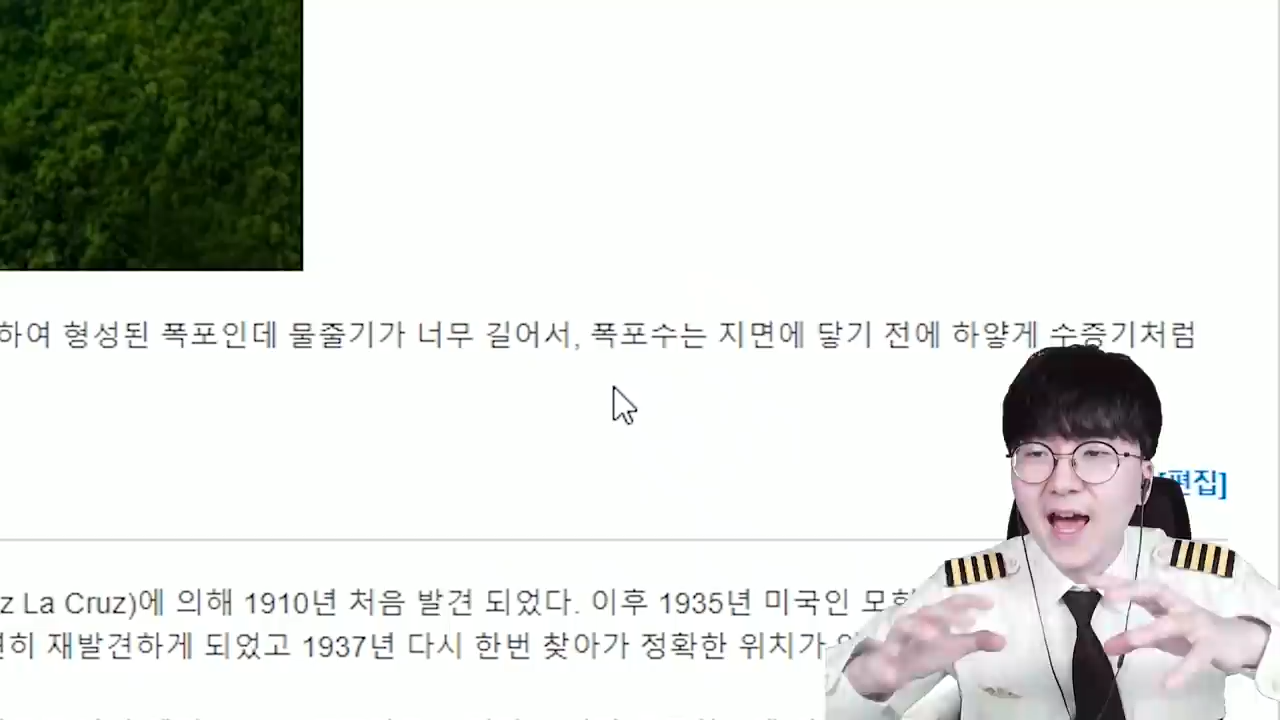 하여 형성된 폭포인데 물줄기가 너무 길어서, 폭포수는 지면에 닿기 전에 하얗게 수증기처럼
[편집]
z La Cruz)에 의해 1910년 처음 발견 되었다. 이후 1935년 미국인 모험
히 재발견하게 되었고 1937년 다시 한번 찾아가 정확한 위치가